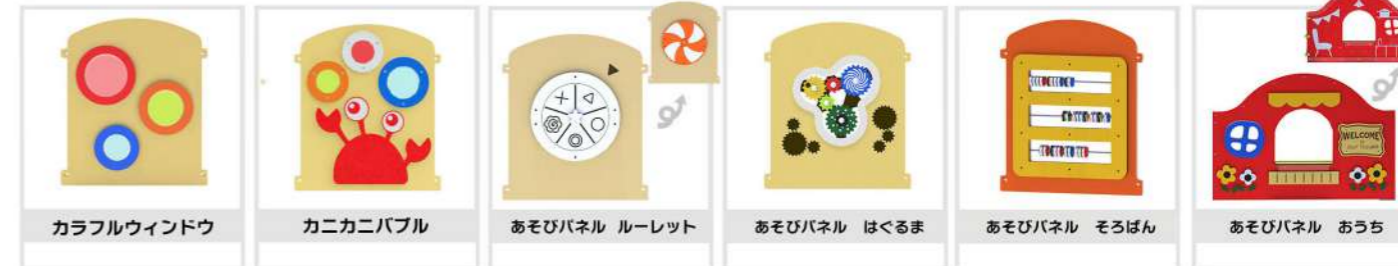 WELCOME
カラフルウィンドウ
カニカニバブル
あそびパネル ルーレット
あそびパネル はぐるま
あそびパネル そろばん
あそびパネル おうち